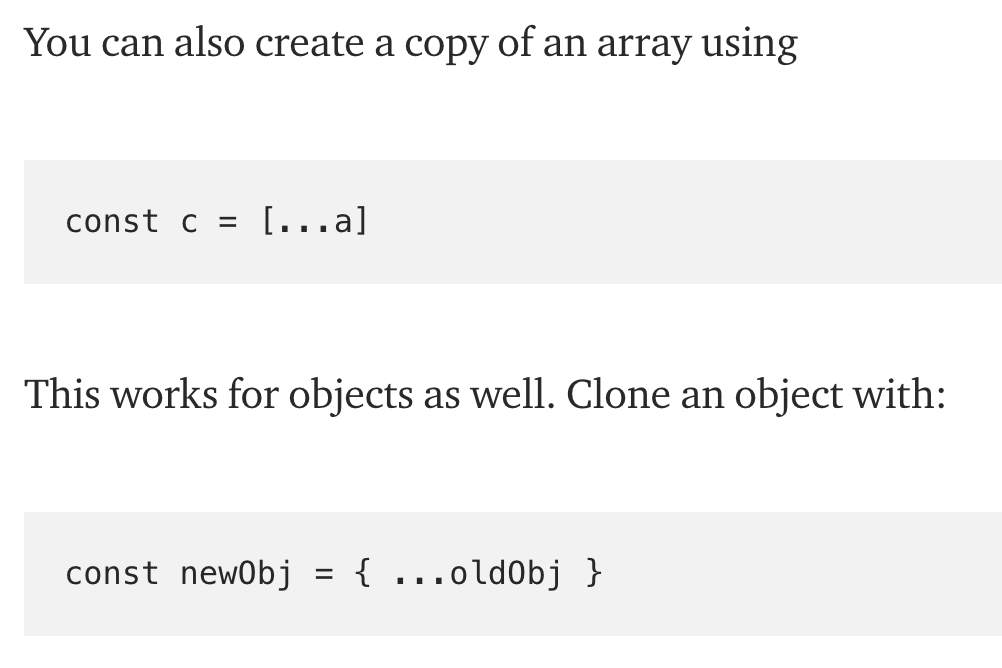 You can also create a copy of an array using
const c = [...a]
This works for objects as well. Clone an object with:
const newObj = { ...oldObj }